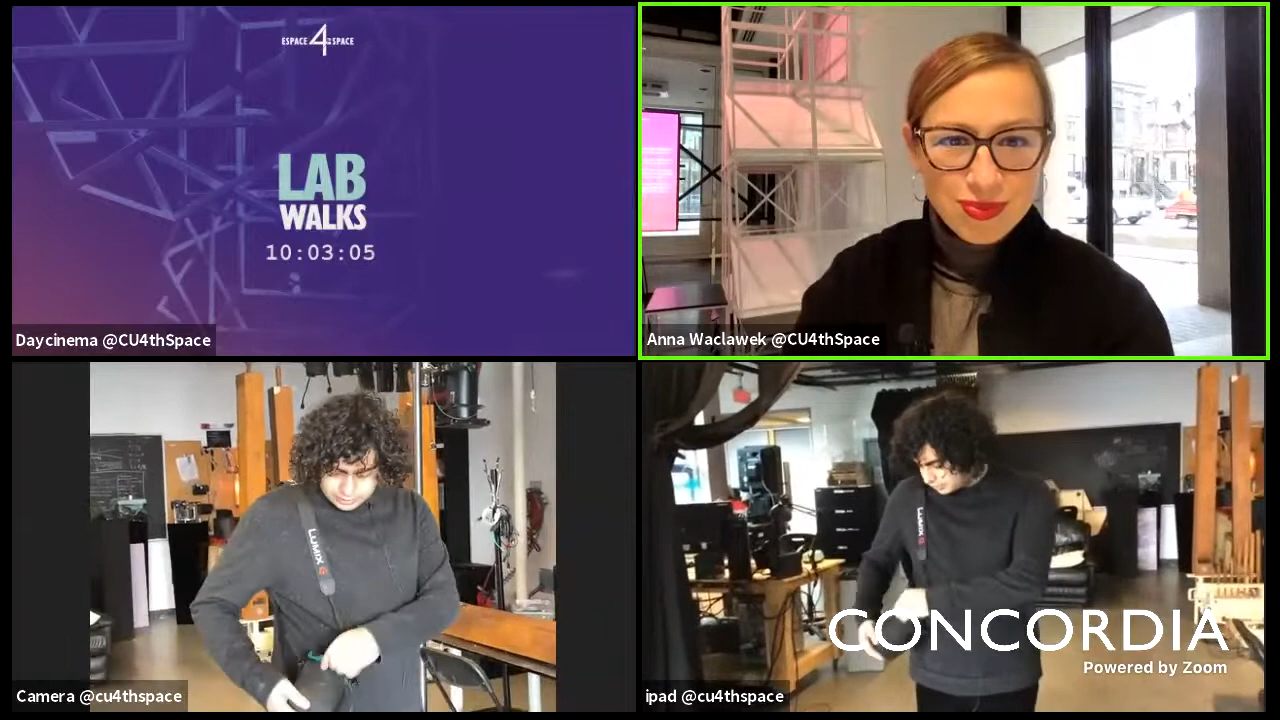 ESPACE 4 SPACE
LAB
WALKS
10:03:05
Daycinema @CU4thSpace
Anna Waclawek @CU4thSpace
LUMIX
LUMIX
CONCORDIA
Powered by Zoom
Camera @cu4thspace
ipad @cu4thspace